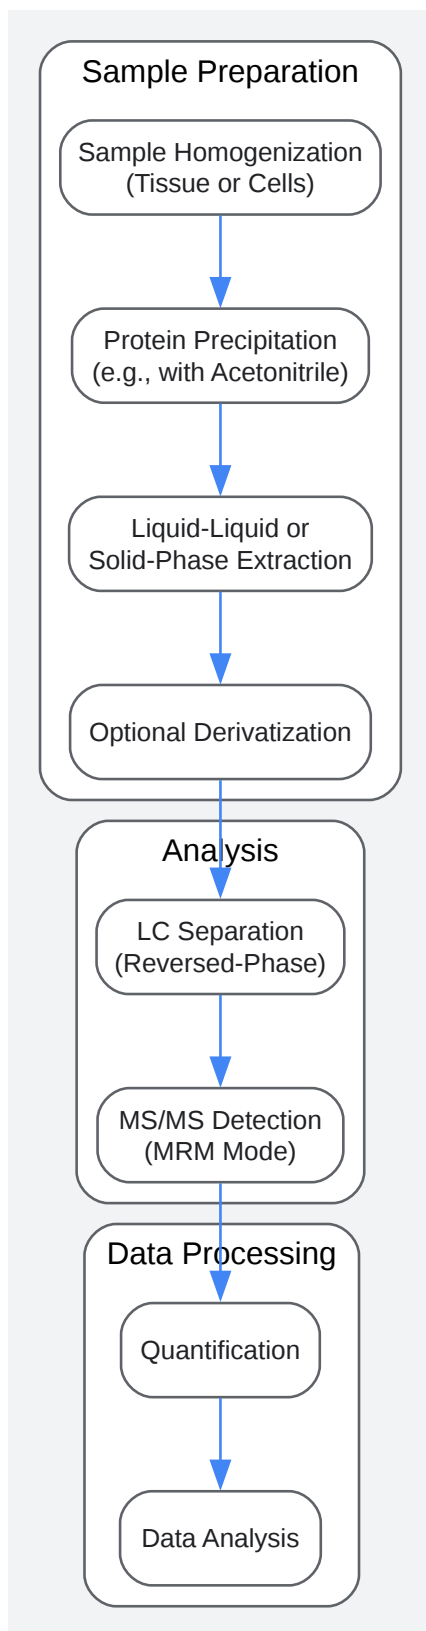 Sample Preparation
Sample Homogenization
(Tissue or Cells)
Protein Precipitation
(e.g., with Acetonitrile)
Liquid-Liquid or
Solid-Phase Extraction
Optional Derivatization
Analysis
LC Separation
(Reversed-Phase)
MS/MS Detection
(MRM Mode)
Data Processing
Quantification
Data Analysis